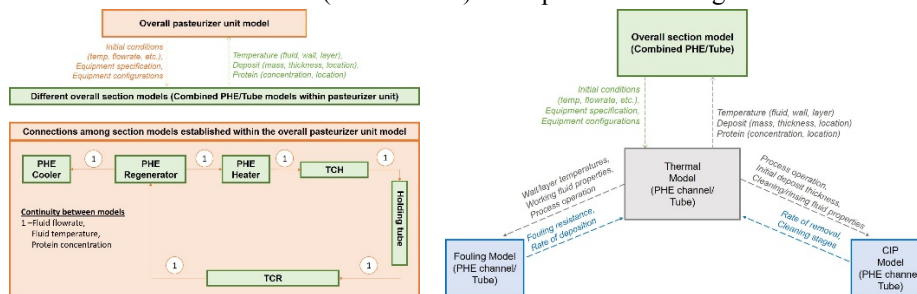 Overall pasteurizer unit model
Initial conditions
(temp. flowrate, etc.),
Equipment specification,
Equipment configurations
Temperature (fluid, wall, layer),
Deposit (mass, thickness, location),
Protein (concentration, location)
Different overall section models (Combined PHE/Tube models within pasteurizer unit)
Connections among section models established within the overall pasteurizer unit model
PHE
Cooler
1
PHE
Regenerator
1
PHE
Heater
1
TCH
1
Holding tube
1
TCR
1
Continuity between models
1 –Fluid flowrate,
Fluid temperature,
Protein concentration
Overall section model
(Combined PHE/Tube)
Initial conditions
(temp, flowrate, etc.),
Equipment specification,
Equipment configurations
Temperature (fluid, wall, layer)
Deposit (mass, thickness, location)
Protein (concentration, location)
Thermal
Model
(PHE channel/
Tube)
Wall/layer temperatures,
Working fluid properties,
Process operation
Fouling resistance,
Rate of deposition
Process operation,
Initial deposit thickness,
Cleaning/rinsing fluid properties
Rate of removal,
Cleaning stages
Fouling Model
(PHE channel/
Tube)
CIP
Model
(PHE channel/
Tube)